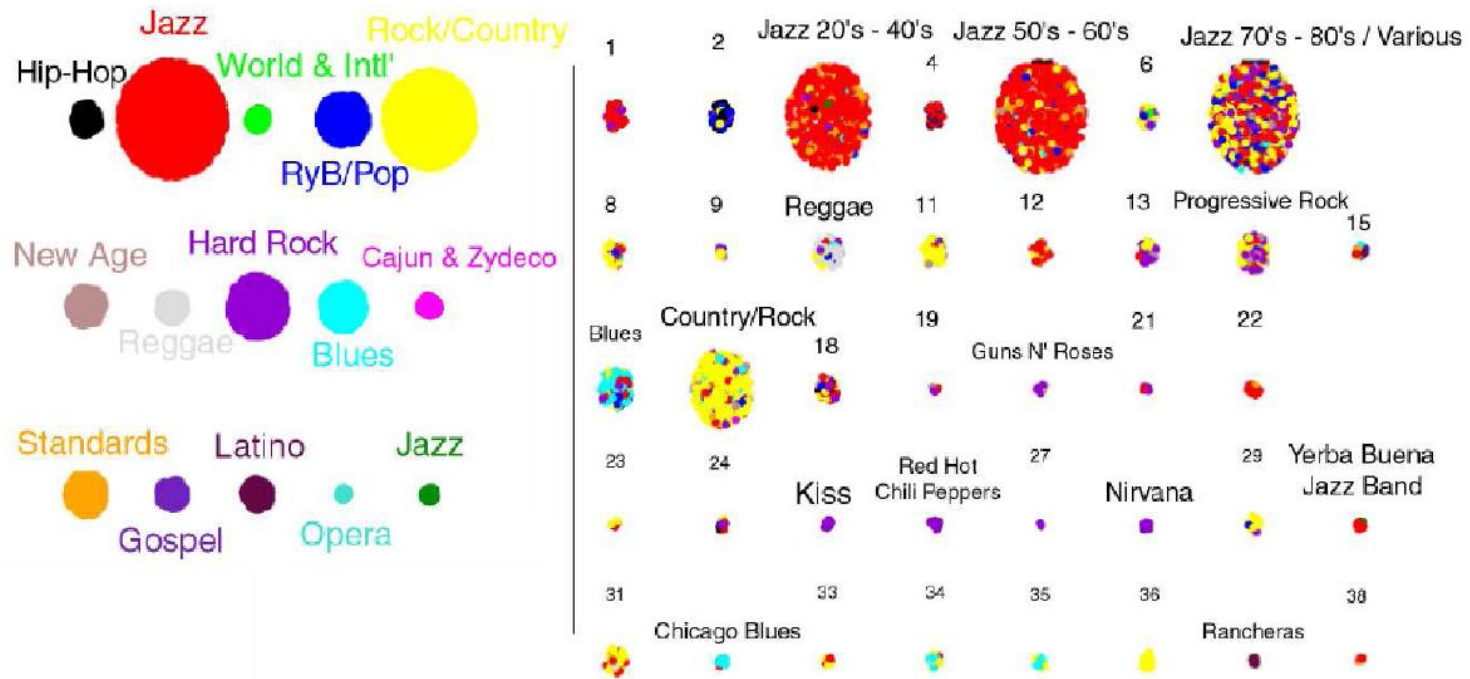 Jazz
Rock/Country
Hip-Hop
World & Intl'
RyB/Pop
New Age
Hard Rock
Cajun & Zydeco
Reggae
Blues
Standards
Latino
Jazz
Gospel
Opera
1
2
Jazz 20's - 40's
4
Jazz 50's - 60's
6
Jazz 70's - 80's / Various
8
9
Reggae
11
12
13
Progressive Rock
15
Blues
Country/Rock
18
19
Guns N' Roses
21
22
23
24
Kiss
Red Hot
Chili Peppers
27
Nirvana
29
Yerba Buena
Jazz Band
31
Chicago Blues
33
34
35
36
Rancheras
38